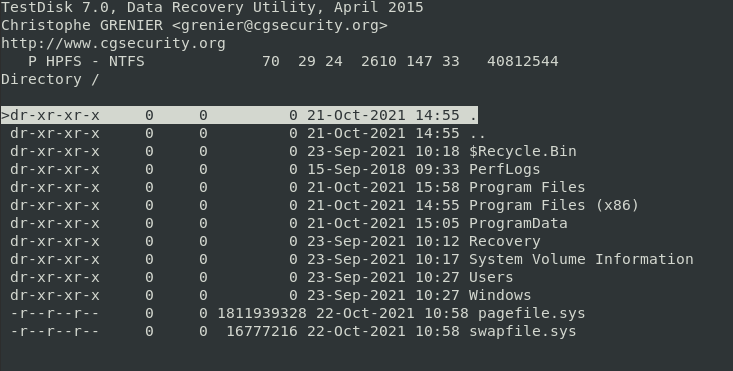 TestDisk 7.0, Data Recovery Utility, April 2015
Christophe GRENIER <grenier@cgsecurity.org>
http://www.cgsecurity.org
   P HPFS - NTFS             70  29 24  2610 147 33   40812544
Directory /

>dr-xr-xr-x     0     0         0 21-Oct-2021 14:55 .
 dr-xr-xr-x     0     0         0 21-Oct-2021 14:55 ..
 dr-xr-xr-x     0     0         0 23-Sep-2021 10:18 $Recycle.Bin
 dr-xr-xr-x     0     0         0 15-Sep-2018 09:33 PerfLogs
 dr-xr-xr-x     0     0         0 21-Oct-2021 15:58 Program Files
 dr-xr-xr-x     0     0         0 21-Oct-2021 14:55 Program Files (x86)
 dr-xr-xr-x     0     0         0 21-Oct-2021 15:05 ProgramData
 dr-xr-xr-x     0     0         0 23-Sep-2021 10:12 Recovery
 dr-xr-xr-x     0     0         0 23-Sep-2021 10:17 System Volume Information
 dr-xr-xr-x     0     0         0 23-Sep-2021 10:27 Users
 dr-xr-xr-x     0     0         0 23-Sep-2021 10:27 Windows
 -r--r--r--     0     0 1811939328 22-Oct-2021 10:58 pagefile.sys
 -r--r--r--     0     0  16777216 22-Oct-2021 10:58 swapfile.sys